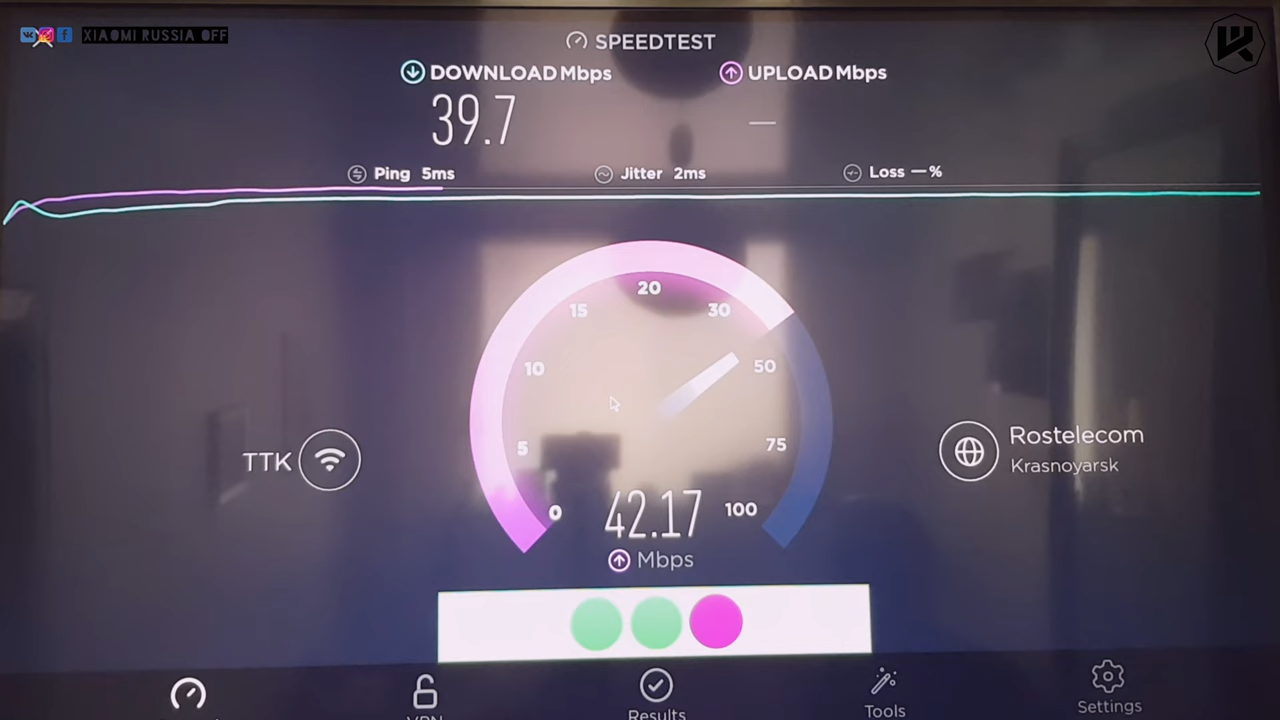 XIAOMI RUSSIA OFF
SPEEDTEST
DOWNLOAD Mbps
39.7
UPLOAD Mbps
—
Ping 5ms
Jitter 2ms
Loss — %
20
15
30
10
50
5
75
0
100
42.17
Mbps
TTK
Rostelecom
Krasnoyarsk
VPN
Results
Tools
Settings